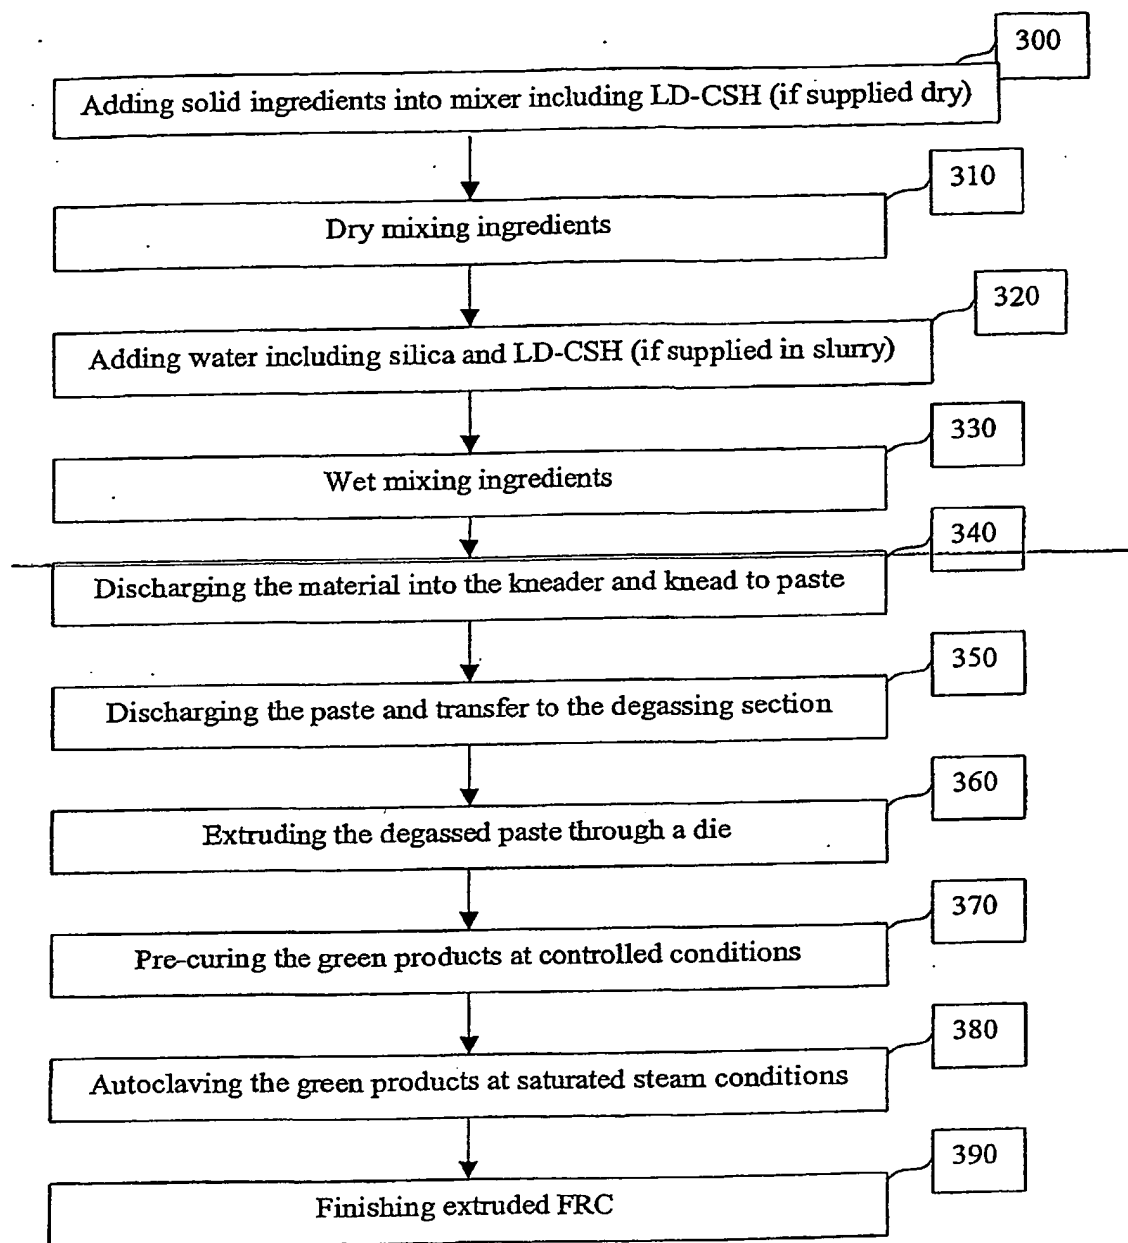 300
Adding solid ingredients into mixer including LD-CSH (if supplied dry)
310
Dry mixing ingredients
320
Adding water including silica and LD-CSH (if supplied in slurry)
330
Wet mixing ingredients
340
Discharging the material into the kneader and knead to paste
350
Discharging the paste and transfer to the degassing section
360
Extruding the degassed paste through a die
370
Pre-curing the green products at controlled conditions
380
Autoclaving the green products at saturated steam conditions
390
Finishing extruded FRC